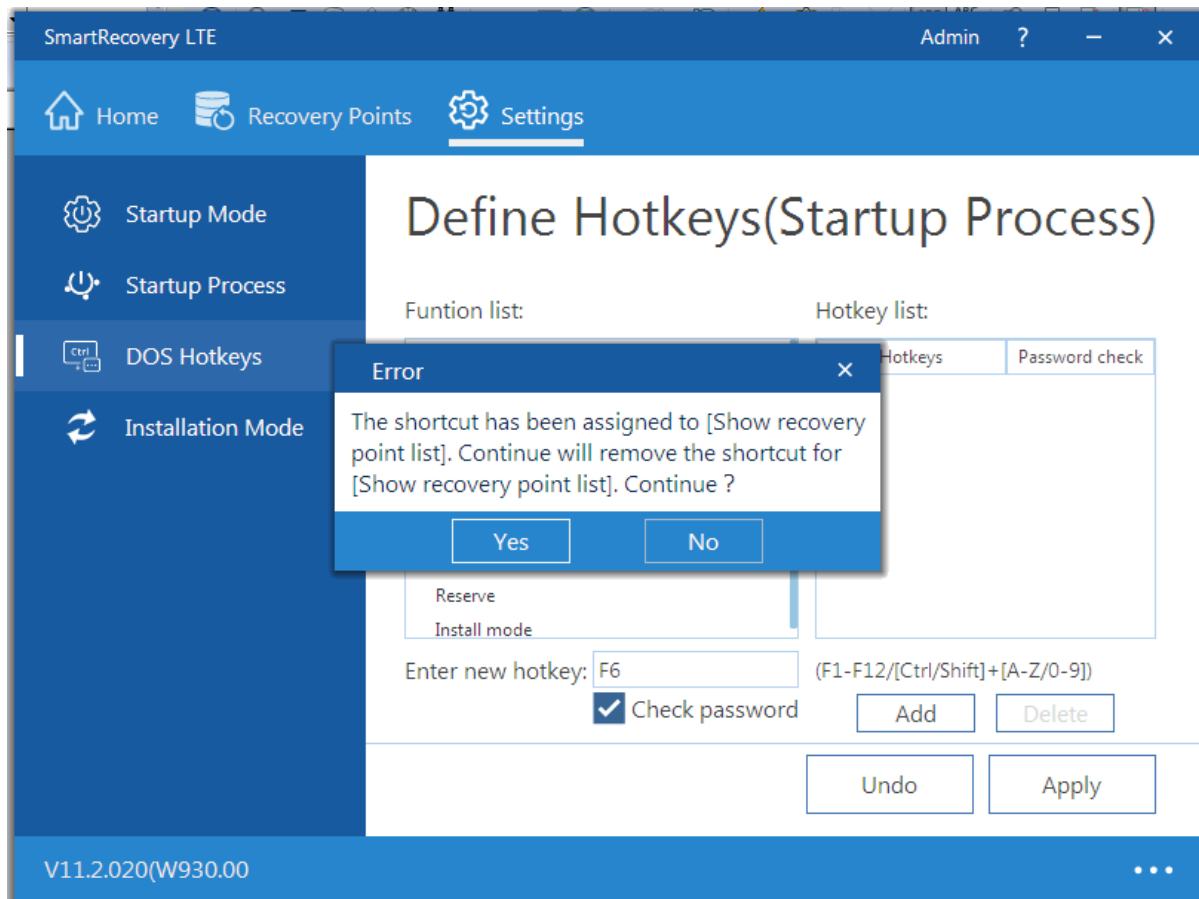 SmartRecovery LTE
Admin ?
Home
Recovery Points
Settings
Startup Mode
Startup Process
Ctrl
DOS Hotkeys
Installation Mode
Define Hotkeys(Startup Process)
Funtion list:
Hotkey list:
Hotkeys
Password check
Error
The shortcut has been assigned to [Show recovery
point list]. Continue will remove the shortcut for
[Show recovery point list]. Continue ?
Yes
No
Reserve
Install mode
Enter new hotkey: F6
(F1-F12/[Ctrl/Shift]+[A-Z/0-9])
Check password
Add
Delete
Undo
Apply
V11.2.020(W930.00